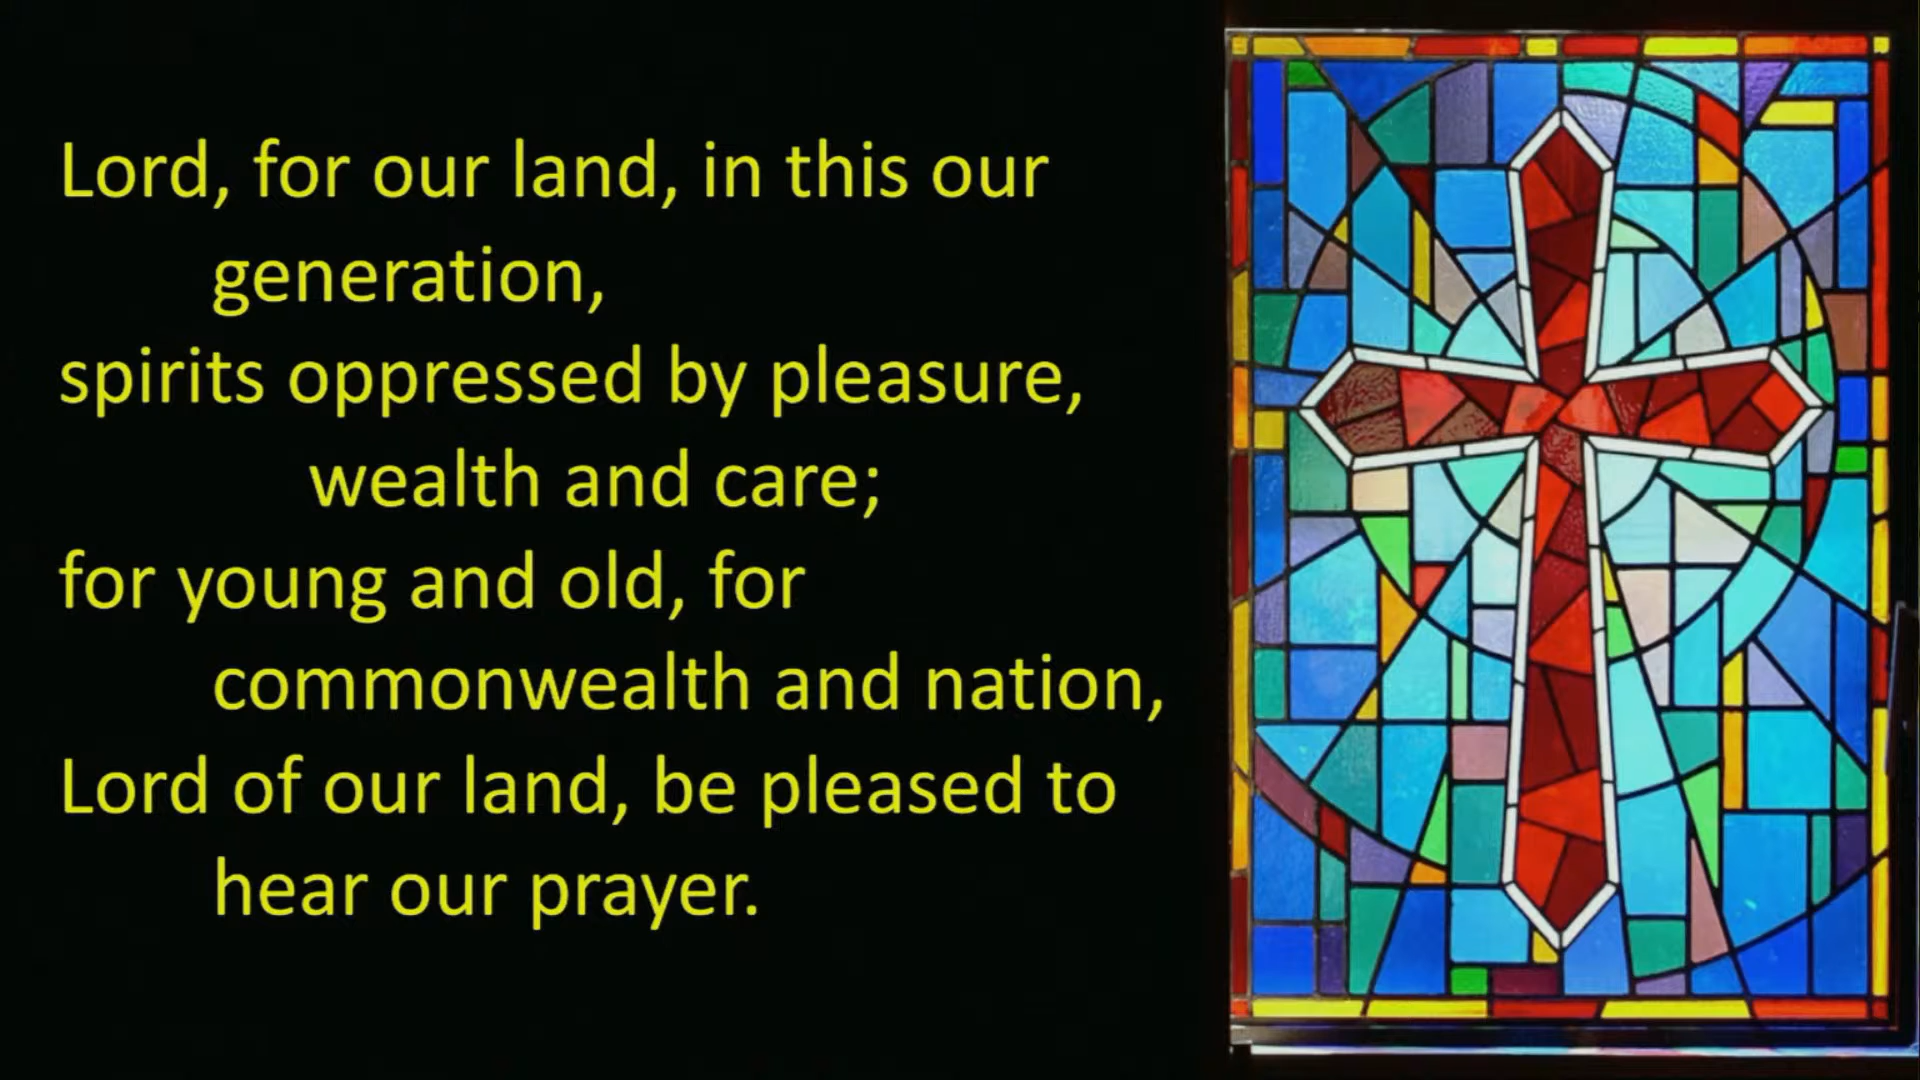 Lord, for our land, in this our
generation,
spirits oppressed by pleasure,
wealth and care;
for young and old, for
commonwealth and nation,
Lord of our land, be pleased to
hear our prayer.